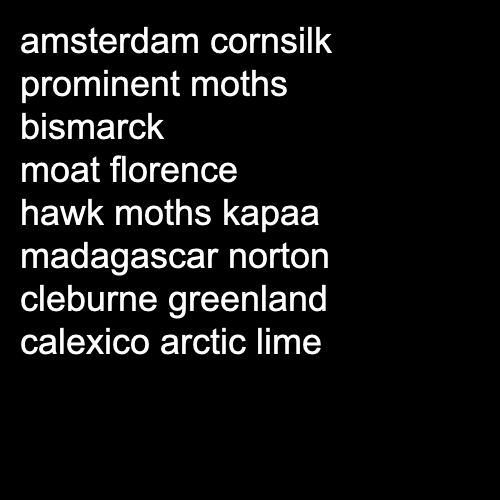 amsterdam cornsilk
prominent moths
bismarck
moat florence
hawk moths kapaa
madagascar norton
cleburne greenland
calexico arctic lime